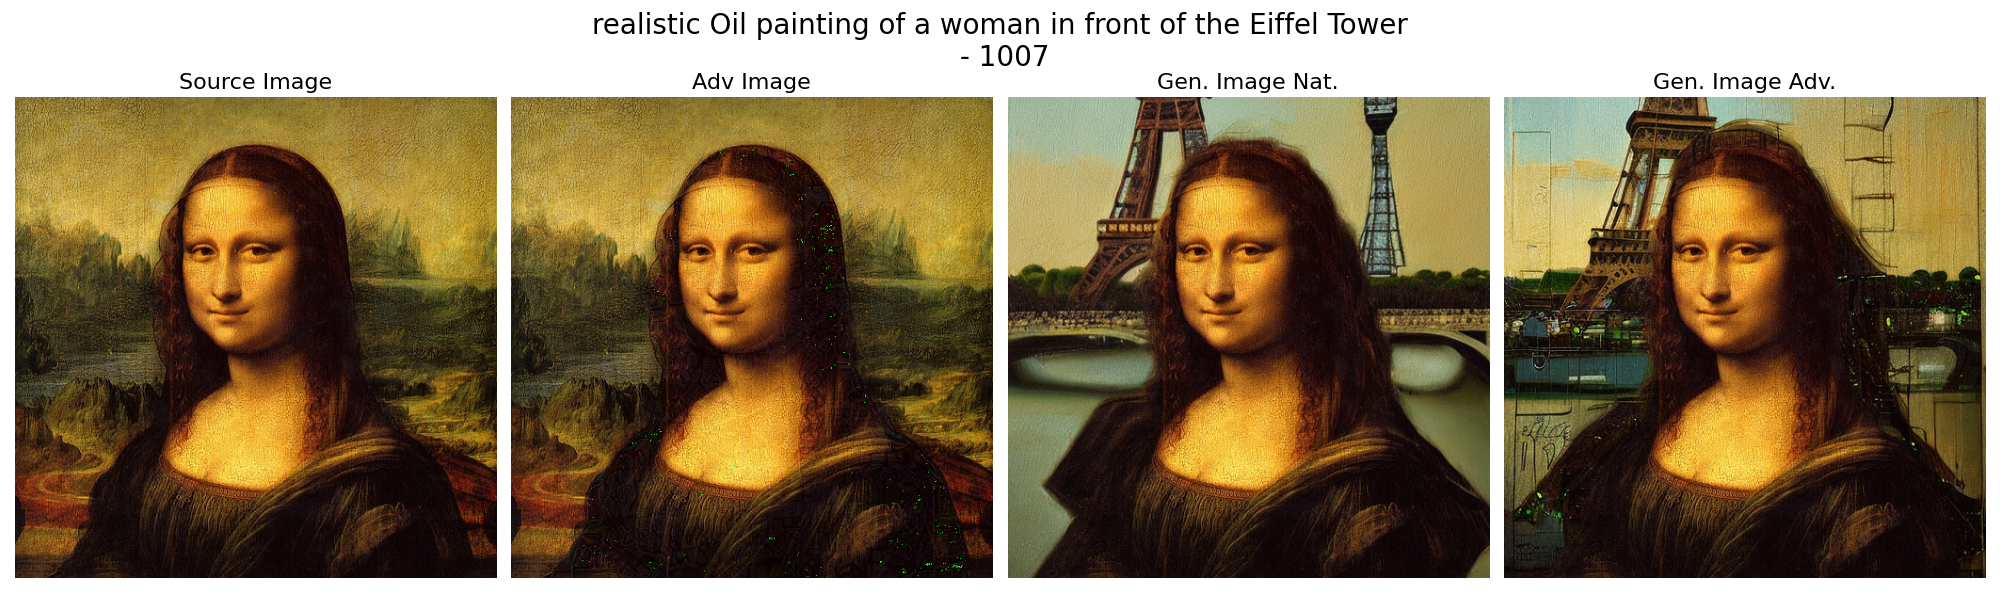 realistic Oil painting of a woman in front of the Eiffel Tower
- 1007
Source Image
Adv Image
Gen. Image Nat.
Gen. Image Adv.